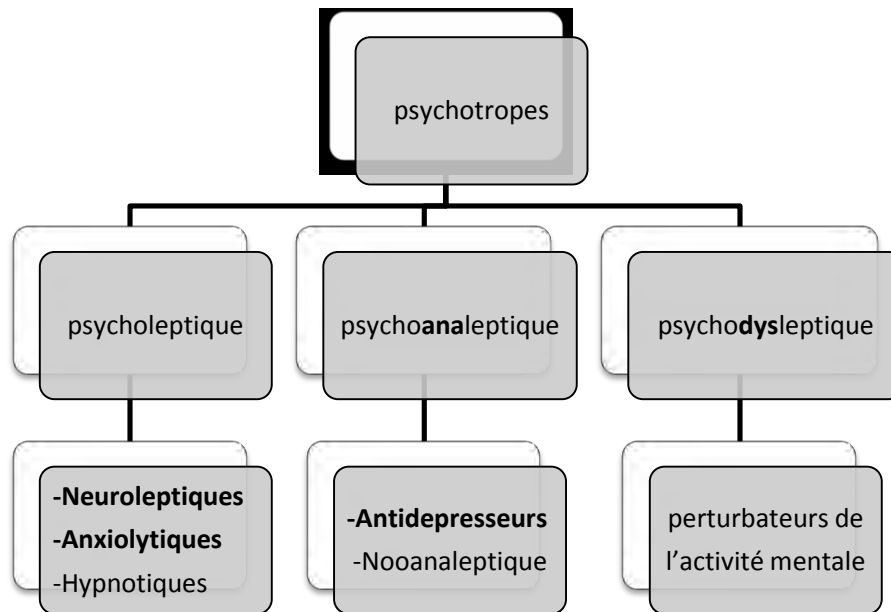 psychotropes
psycholeptique
psychoanaleptique
psychodysleptique
-Neuroleptiques
-Anxiolytiques
-Hypnotiques
-Antidepresseurs
-Nooanaleptique
perturbateurs de
l’activité mentale